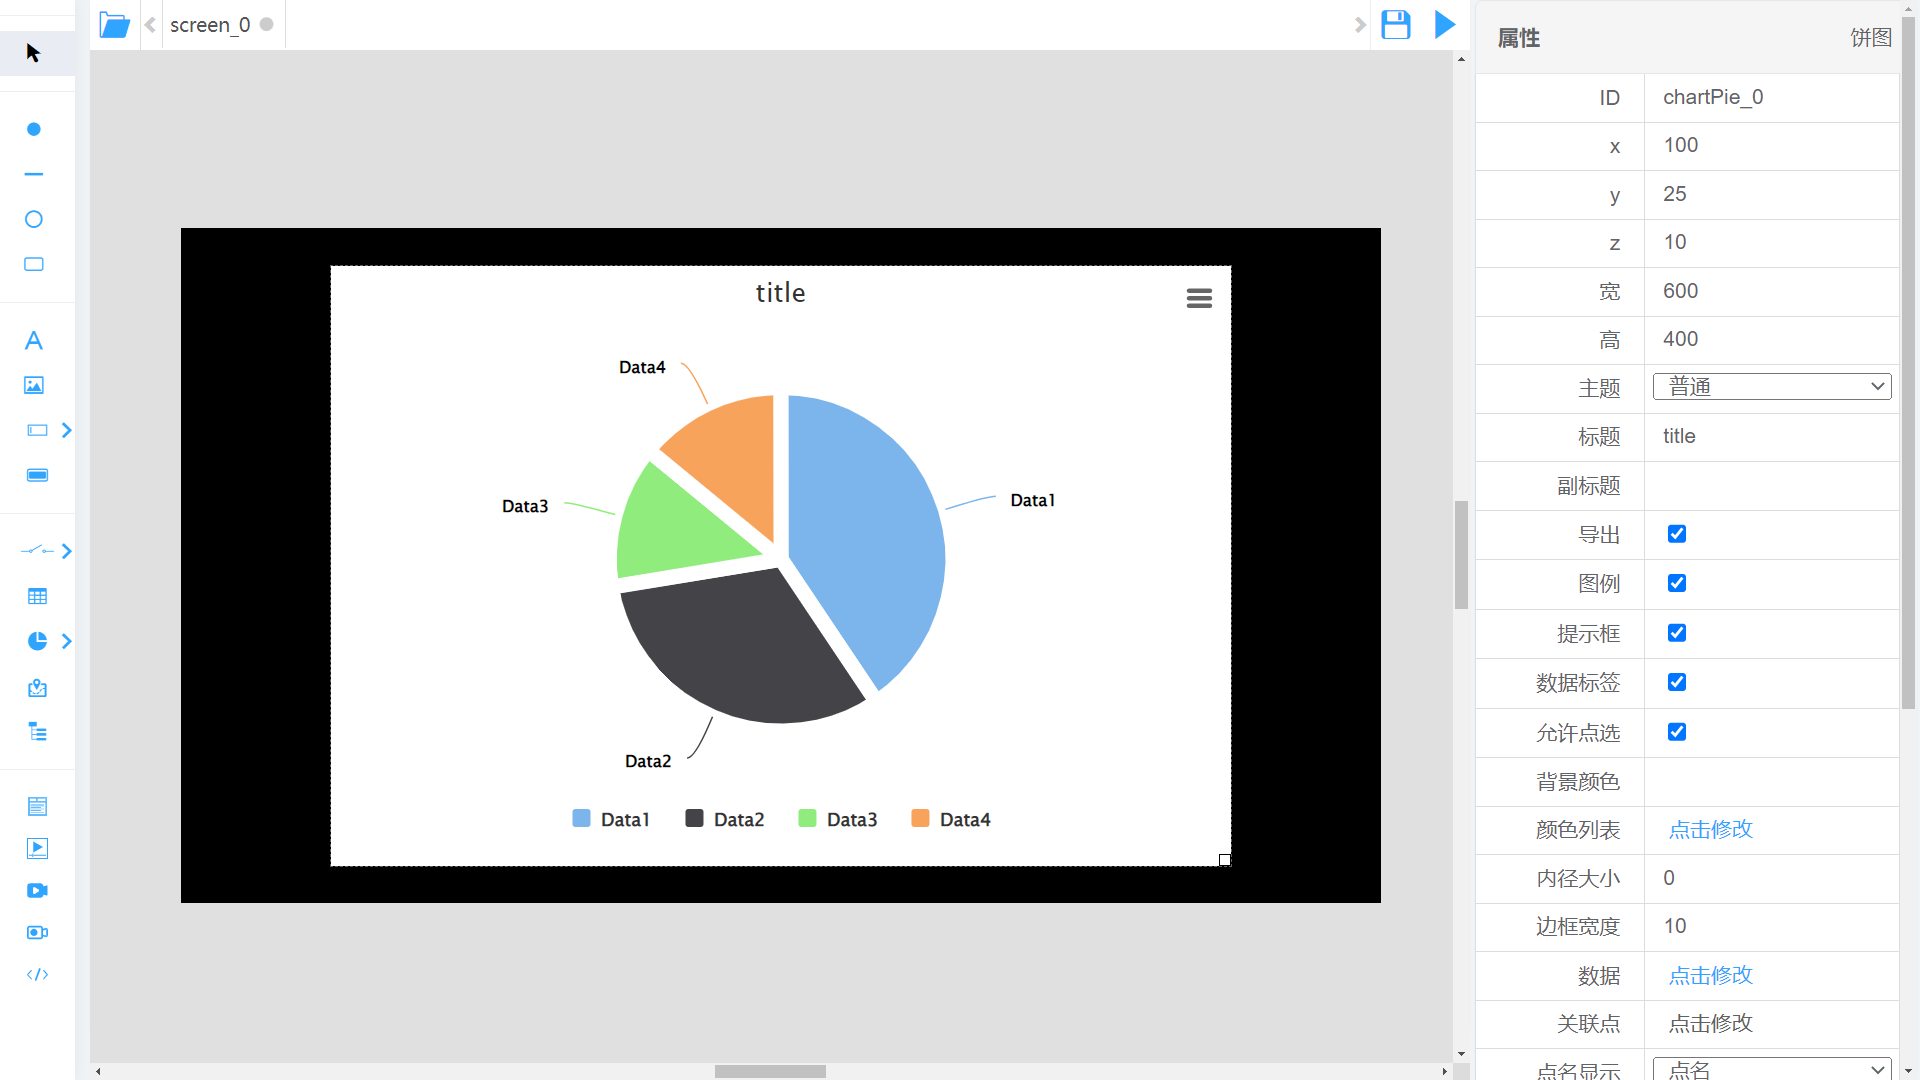 screen_0
title
Data4
Data1
Data3
Data2
Data1 Data2 Data3 Data4
属性 饼图
ID chartPie_0
x 100
y 25
z 10
宽 600
高 400
主题 普通
标题 title
副标题
导出
图例
提示框
数据标签
允许点选
背景颜色
颜色列表 点击修改
内径大小 0
边框宽度 10
数据 点击修改
关联点 点击修改
点名显示 点名